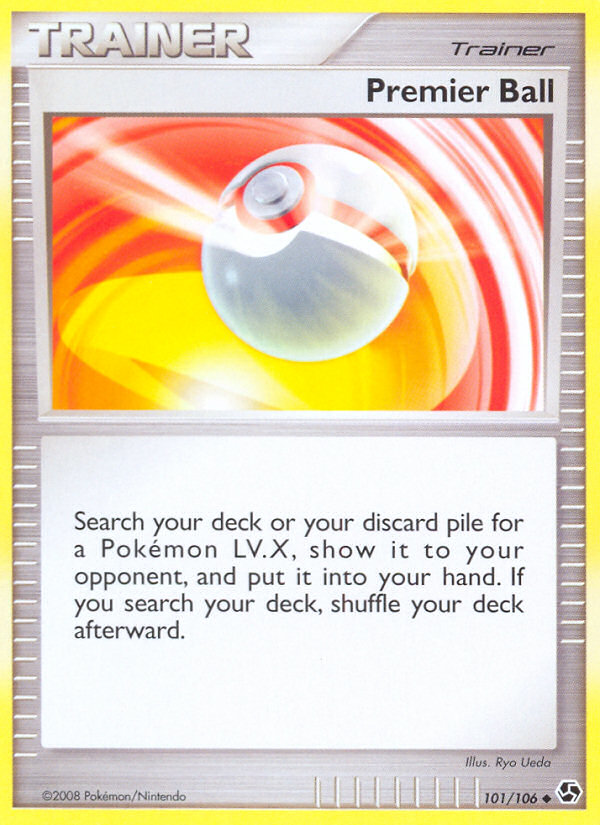 TRAINER
Trainer
Premier Ball
Search your deck or your discard pile for
a Pokémon LV.X, show it to your
opponent, and put it into your hand. If
you search your deck, shuffle your deck
afterward.
Illus. Ryo Ueda
©2008 Pokémon/Nintendo
101/106